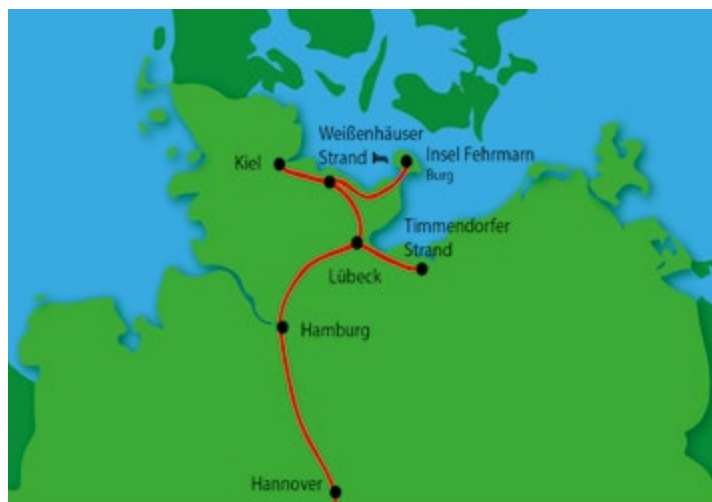 Weißenhäuser
Strand
Kiel
Insel Fehrmarn
Burg
Timmendorfer
Strand
Lübeck
Hamburg
Hannover